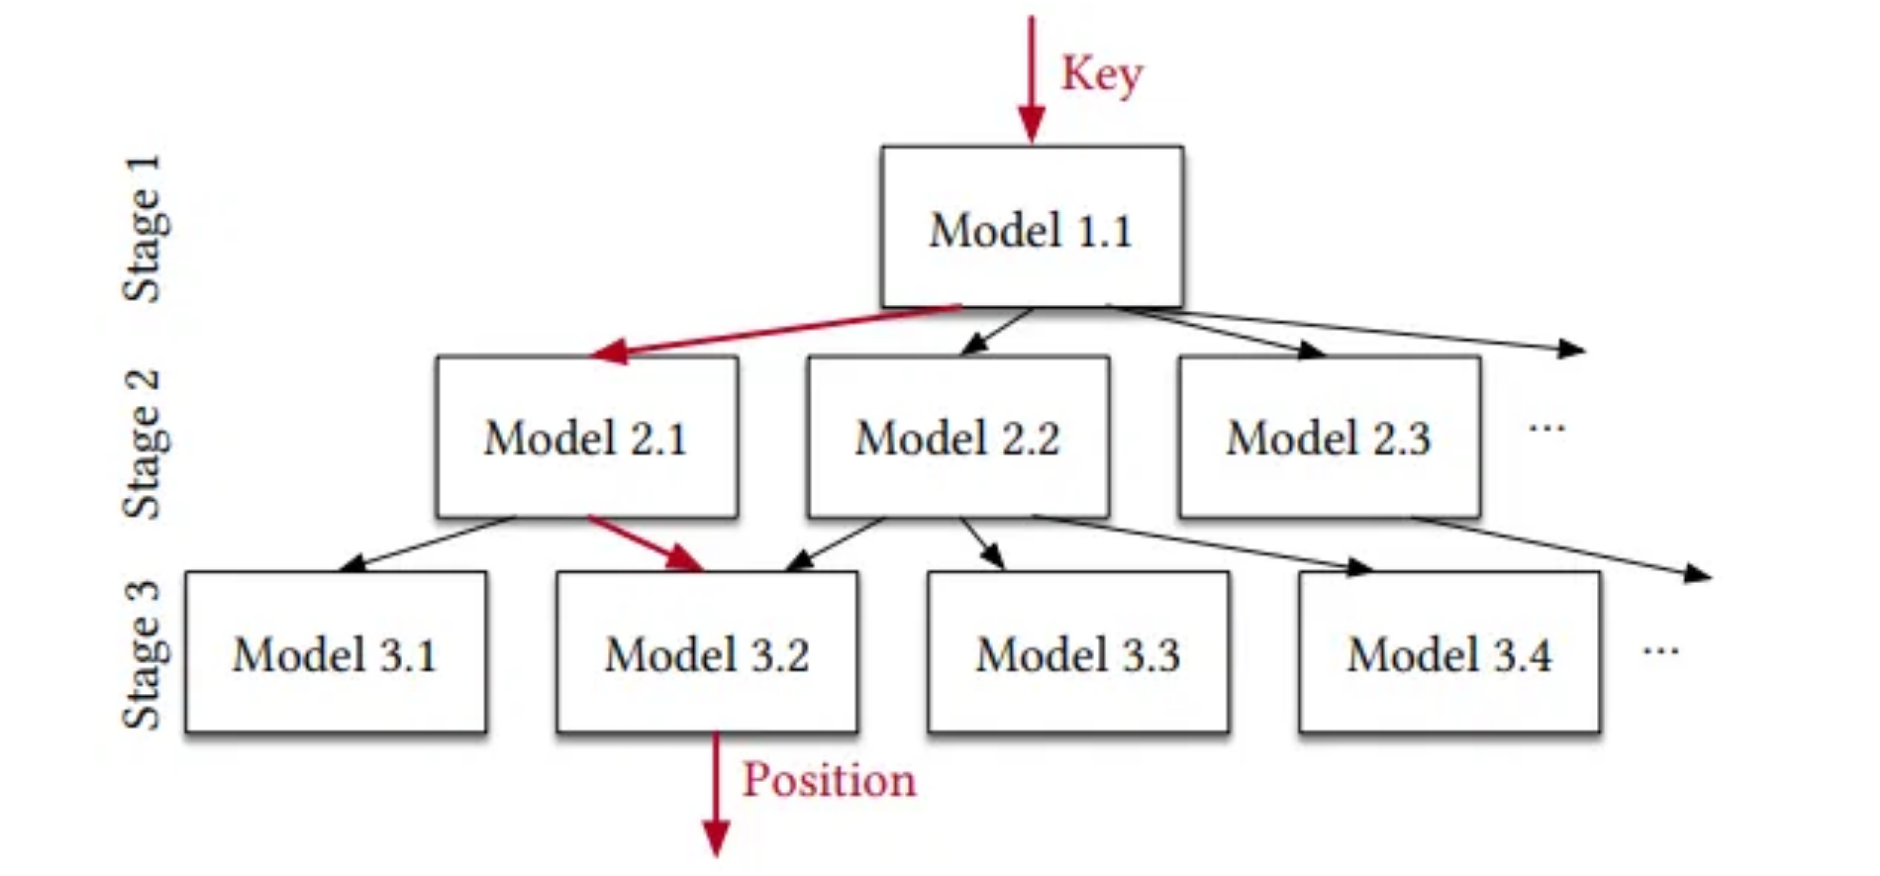 Key
Stage 1
Model 1.1
Stage 2
Model 2.1
Model 2.2
Model 2.3
...
Stage 3
Model 3.1
Model 3.2
Model 3.3
Model 3.4
...
Position